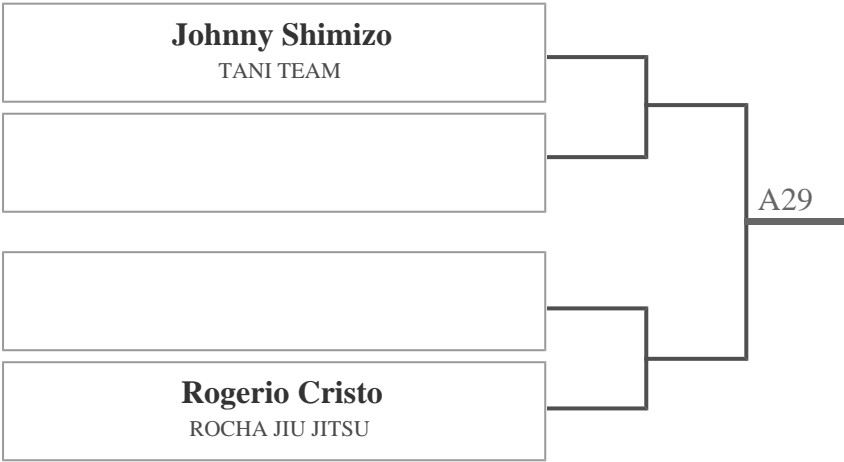 Johnny Shimizo
TANI TEAM
A29
Rogerio Cristo
ROCHA JIU JITSU